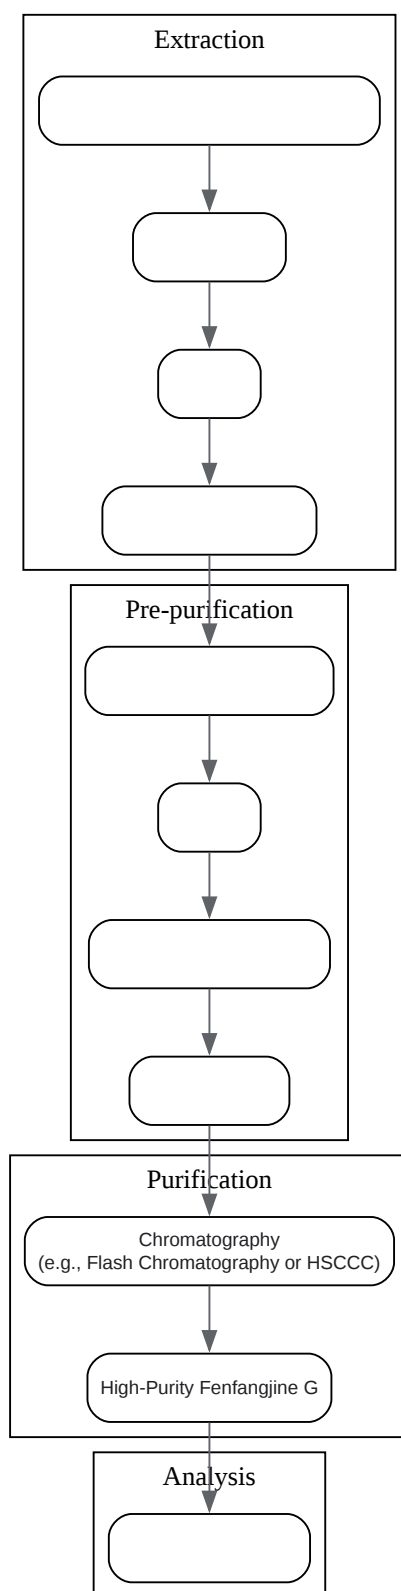 Extraction
Pre-purification
Purification
Chromatography
(e.g., Flash Chromatography or HSCCC)
High-Purity Fenfangjine G
Analysis